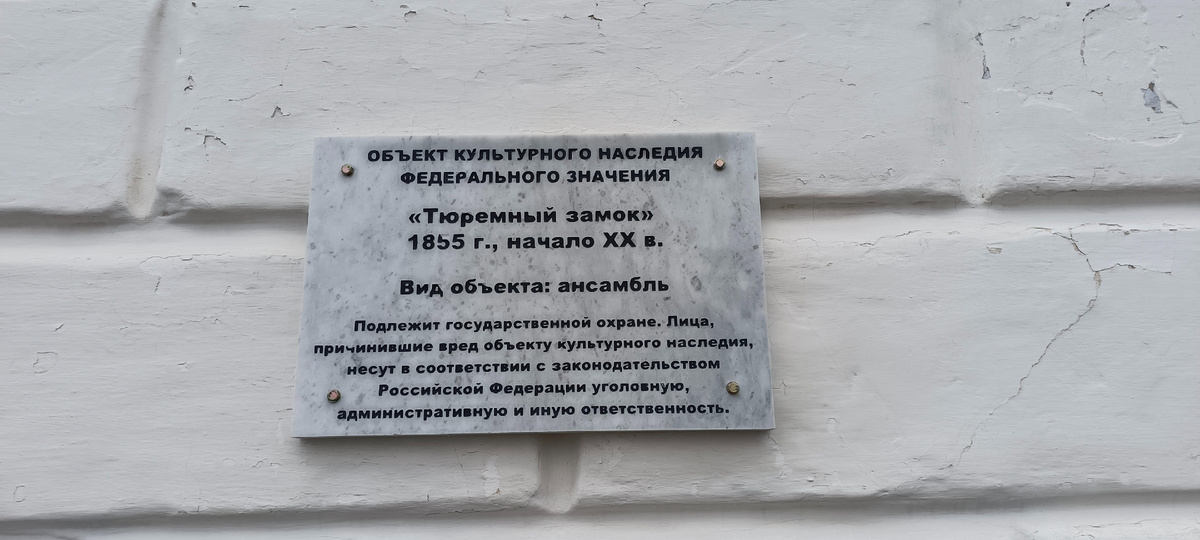 ОБЪЕКТ КУЛЬТУРНОГО НАСЛЕДИЯ
ФЕДЕРАЛЬНОГО ЗНАЧЕНИЯ
«Тюремный замок»
1855 г., начало XX в.
Вид объекта: ансамбль
Подлежит государственной охране. Лица,
причинившие вред объекту культурного наследия,
несут в соответствии с законодательством
Российской Федерации уголовную,
административную и иную ответственность.